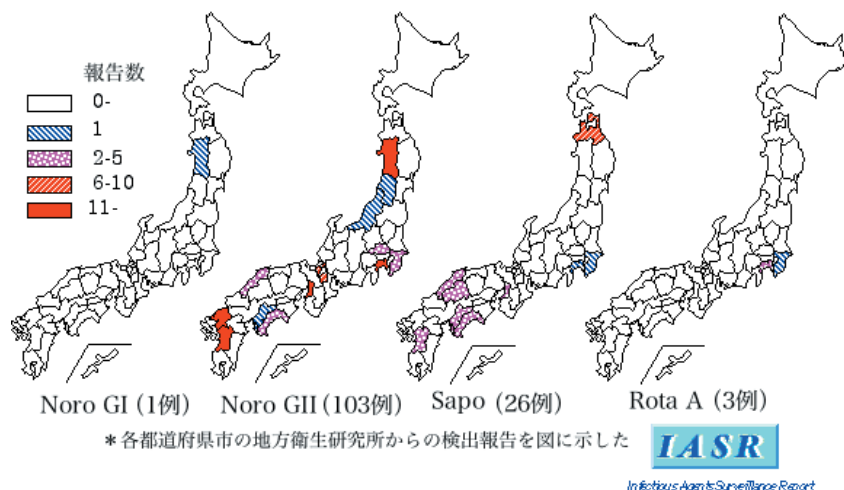 報告数
0-
1
2-5
6-10
11-
Noro GI (1例) Noro GII (103例) Sapo (26例) Rota A (3例)
*各都道府県市の地方衛生研究所からの検出報告を図に示した
IASR
Infectious Agents Surveillance Report